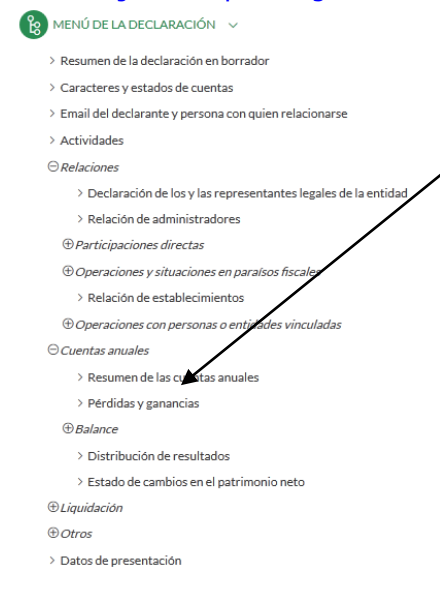 MENÚ DE LA DECLARACIÓN
Resumen de la declaración en borrador
Caracteres y estados de cuentas
Email del declarante y persona con quien relacionarse
Actividades
Relaciones
Declaración de los y las representantes legales de la entidad
Relación de administradores
Participaciones directas
Operaciones y situaciones en paraísos fiscales
Relación de establecimientos
Operaciones con personas o entidades vinculadas
Cuentas anuales
Resumen de las cuentas anuales
Pérdidas y ganancias
Balance
Distribución de resultados
Estado de cambios en el patrimonio neto
Liquidación
Otros
Datos de presentación